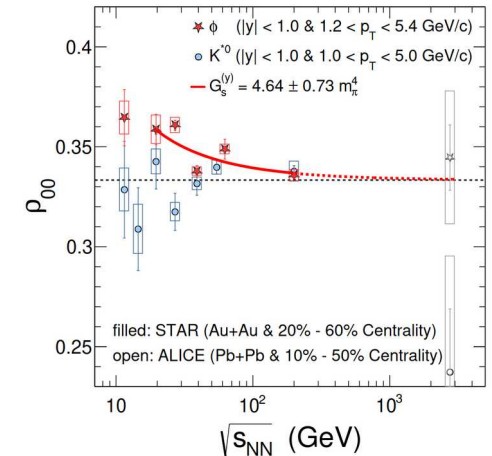 0.4
0.35
0.3
0.25
ρ00
ϕ (|y| < 1.0 & 1.2 < pT < 5.4 GeV/c)
K*0 (|y| < 1.0 & 1.0 < pT < 5.0 GeV/c)
Gs(y) = 4.64 ± 0.73 mπ4
filled: STAR (Au+Au & 20% - 60% Centrality)
open: ALICE (Pb+Pb & 10% - 50% Centrality)
10 10² 10³
√sNN (GeV)